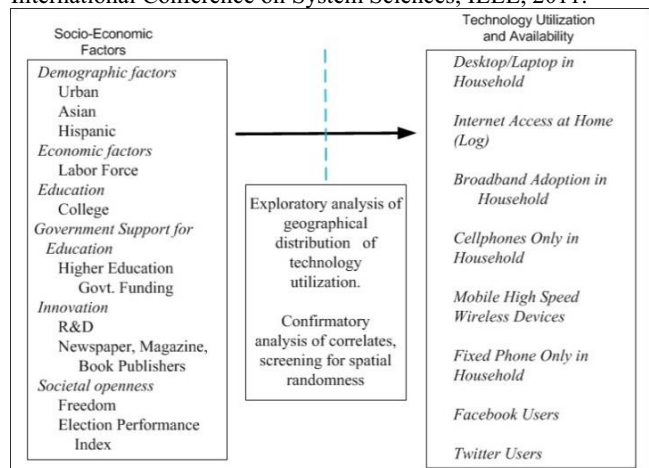 International Conference on System Sciences, IEEE, 2011.
Socio-Economic
Factors
Demographic factors
Urban
Asian
Hispanic
Economic factors
Labor Force
Education
College
Government Support for
Education
Higher Education
Govt. Funding
Innovation
R&D
Newspaper, Magazine,
Book Publishers
Societal openness
Freedom
Election Performance
Index
Exploratory analysis of
geographical
distribution of
technology
utilization.
Confirmatory
analysis of correlates,
screening for spatial
randomness
Technology Utilization
and Availability
Desktop/Laptop in
Household
Internet Access at Home
(Log)
Broadband Adoption in
Household
Cellphones Only in
Household
Mobile High Speed
Wireless Devices
Fixed Phone Only in
Household
Facebook Users
Twitter Users